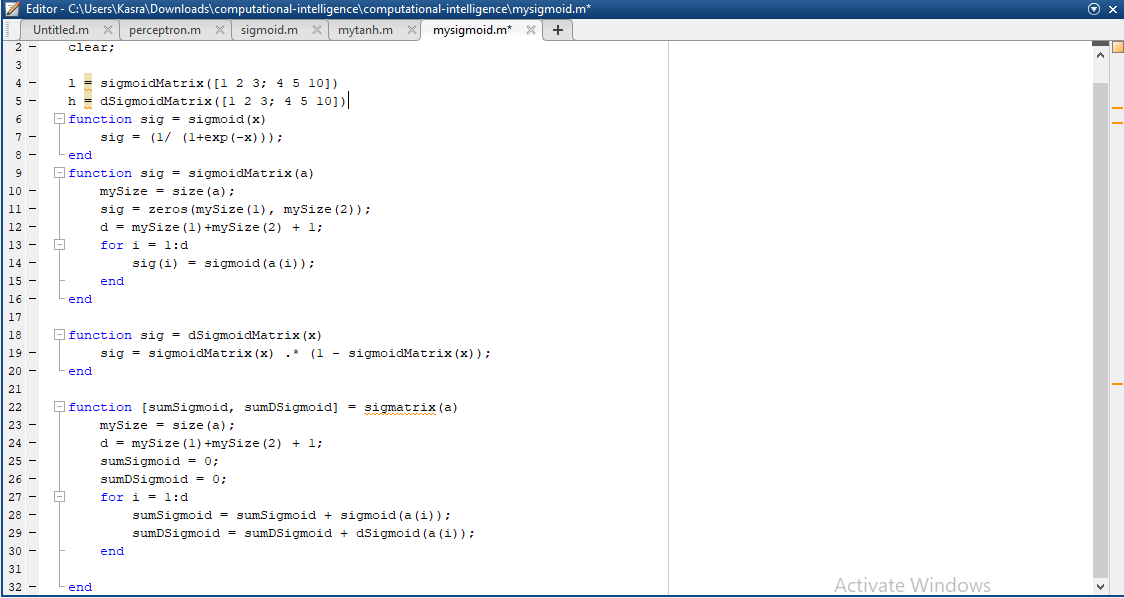 Editor - C:\Users\Kasra\Downloads\computational-intelligence\computational-intelligence\mysigmoid.m*
Untitled.m perceptron.m sigmoid.m mytanh.m mysigmoid.m*
2 clear;
3
4 l = sigmoidMatrix([1 2 3; 4 5 10])
5 h = dSigmoidMatrix([1 2 3; 4 5 10])
6 function sig = sigmoid(x)
7 sig = (1/ (1+exp(-x)));
8 end
9 function sig = sigmoidMatrix(a)
10 mySize = size(a);
11 sig = zeros(mySize(1), mySize(2));
12 d = mySize(1)+mySize(2) + 1;
13 for i = 1:d
14 sig(i) = sigmoid(a(i));
15 end
16 end
17
18 function sig = dSigmoidMatrix(x)
19 sig = sigmoidMatrix(x) .* (1 - sigmoidMatrix(x));
20 end
21
22 function [sumSigmoid, sumDSigmoid] = sigmatrix(a)
23 mySize = size(a);
24 d = mySize(1)+mySize(2) + 1;
25 sumSigmoid = 0;
26 sumDSigmoid = 0;
27 for i = 1:d
28 sumSigmoid = sumSigmoid + sigmoid(a(i));
29 sumDSigmoid = sumDSigmoid + dSigmoid(a(i));
30 end
31
32 end
Activate Windows